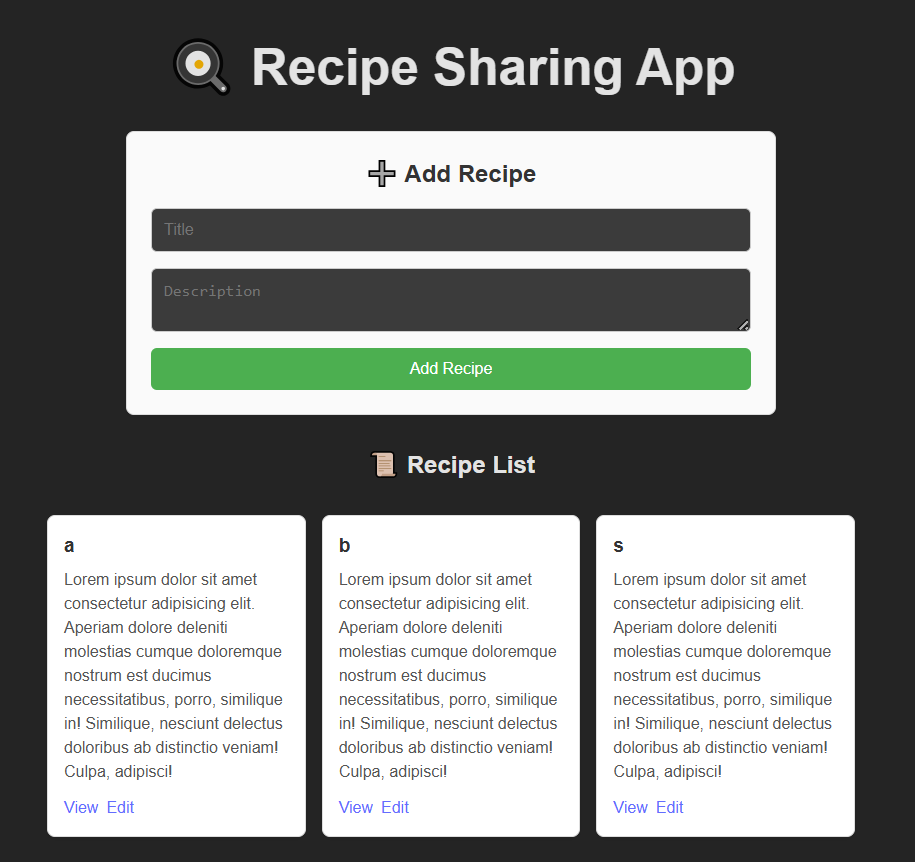 Recipe Sharing App
Add Recipe
Title
Description
Add Recipe
Recipe List
a
Lorem ipsum dolor sit amet
consectetur adipisicing elit.
Aperiam dolore deleniti
molestias cumque doloremque
nostrum est ducimus
necessitatibus, porro, similique
in! Similique, nesciunt delectus
doloribus ab distinctio veniam!
Culpa, adipisci!
View Edit
b
Lorem ipsum dolor sit amet
consectetur adipisicing elit.
Aperiam dolore deleniti
molestias cumque doloremque
nostrum est ducimus
necessitatibus, porro, similique
in! Similique, nesciunt delectus
doloribus ab distinctio veniam!
Culpa, adipisci!
View Edit
s
Lorem ipsum dolor sit amet
consectetur adipisicing elit.
Aperiam dolore deleniti
molestias cumque doloremque
nostrum est ducimus
necessitatibus, porro, similique
in! Similique, nesciunt delectus
doloribus ab distinctio veniam!
Culpa, adipisci!
View Edit